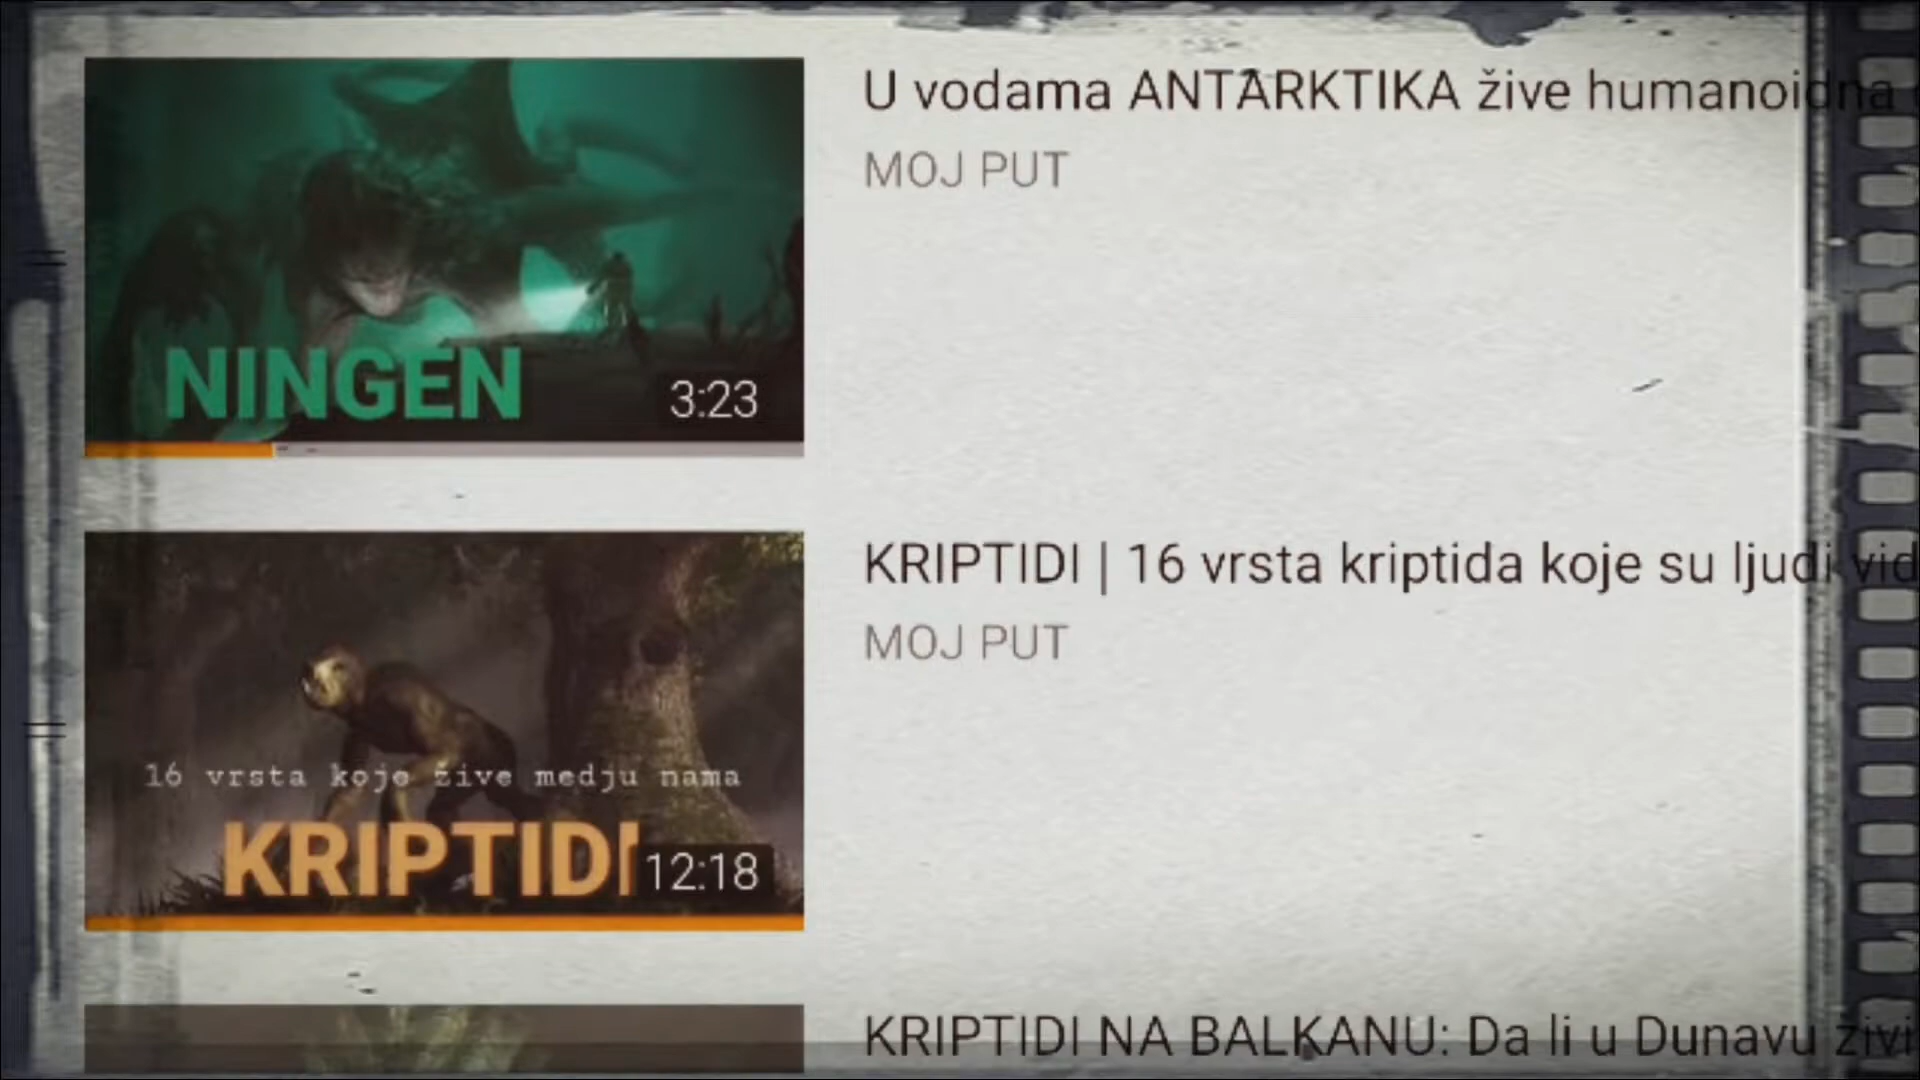 U vodama ANTARKTIKA žive humanoidna
MOJ PUT
NINGEN
3:23
KRIPTIDI | 16 vrsta kriptida koje su ljudi vid
MOJ PUT
16 vrsta koje žive medju nama
KRIPTIDI
12:18
KRIPTIDI NA BALKANU: Da li u Dunavu živi